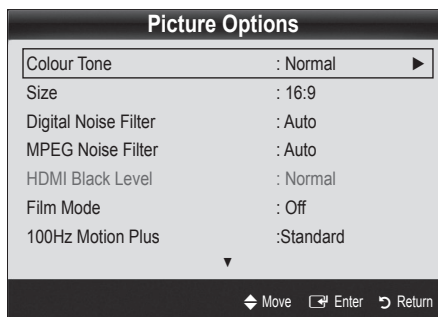 Picture Options
Colour Tone : Normal ►
Size : 16:9
Digital Noise Filter : Auto
MPEG Noise Filter : Auto
HDMI Black Level : Normal
Film Mode : Off
100Hz Motion Plus :Standard
▼
Move Enter Return